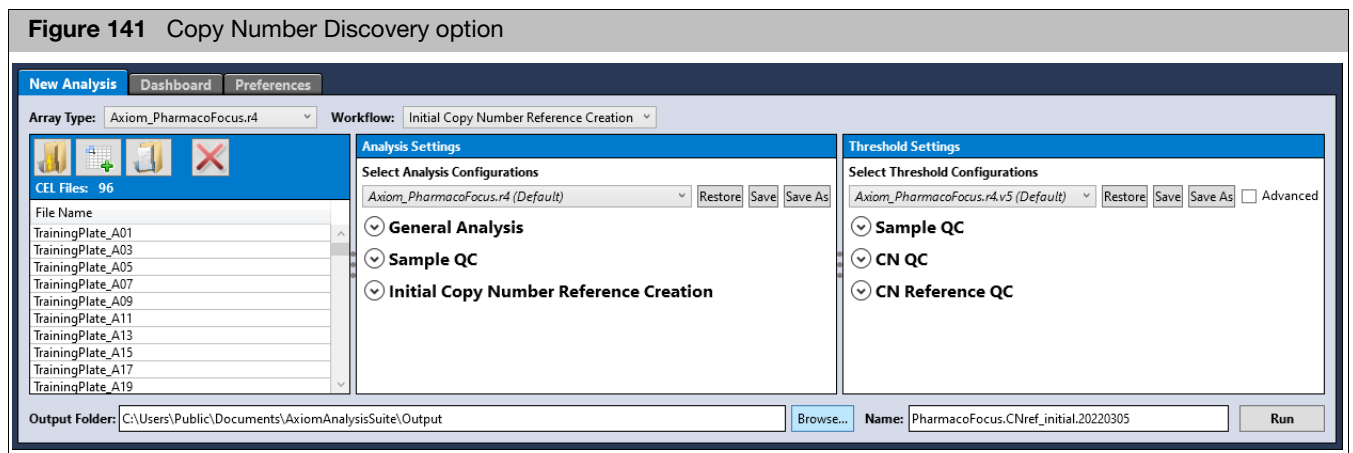 Figure 141 Copy Number Discovery option
New Analysis Dashboard Preferences
Array Type: Axiom_PharmacoFocus.r4 Workflow: Initial Copy Number Reference Creation
CEL Files: 96
File Name
TrainingPlate_A01
TrainingPlate_A03
TrainingPlate_A05
TrainingPlate_A07
TrainingPlate_A09
TrainingPlate_A11
TrainingPlate_A13
TrainingPlate_A15
TrainingPlate_A17
TrainingPlate_A19
Analysis Settings
Select Analysis Configurations
Axiom_PharmacoFocus.r4 (Default) Restore Save Save As
General Analysis
Sample QC
Initial Copy Number Reference Creation
Threshold Settings
Select Threshold Configurations
Axiom_PharmacoFocus.r4.v5 (Default) Restore Save Save As Advanced
Sample QC
CN QC
CN Reference QC
Output Folder: C:\Users\Public\Documents\AxiomAnalysisSuite\Output Browse... Name: PharmacoFocus.CNref_initial.20220305 Run